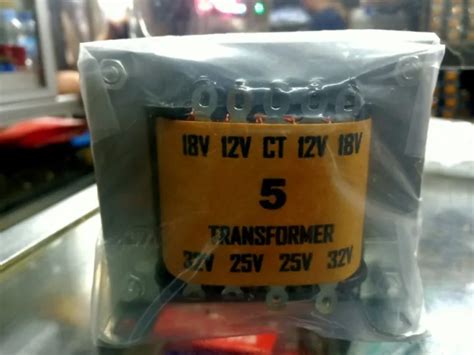 18V 12V CT 12V 18V
5
TRANSFORMER
32V 25V 25V 32V